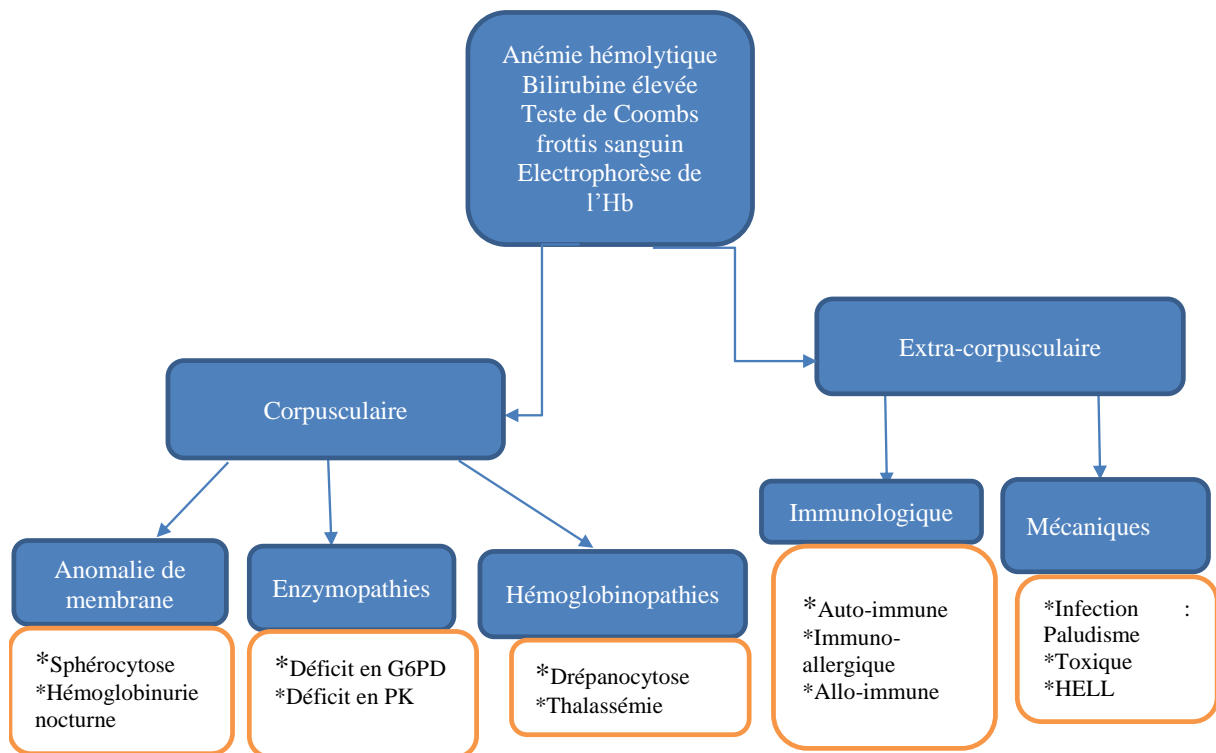 Anémie hémolytique
Bilirubine élevée
Teste de Coombs
frottis sanguin
Electrophorèse de
l’Hb
Extra-corpusculaire
Corpusculaire
Immunologique
Mécaniques
Anomalie de
membrane
Enzymopathies
Hémoglobinopathies
*Sphérocytose
*Hémoglobinurie
nocturne
*Déficit en G6PD
*Déficit en PK
*Drépanocytose
*Thalassémie
*Auto-immune
*Immuno-
allergique
*Allo-immune
*Infection :
Paludisme
*Toxique
*HELL